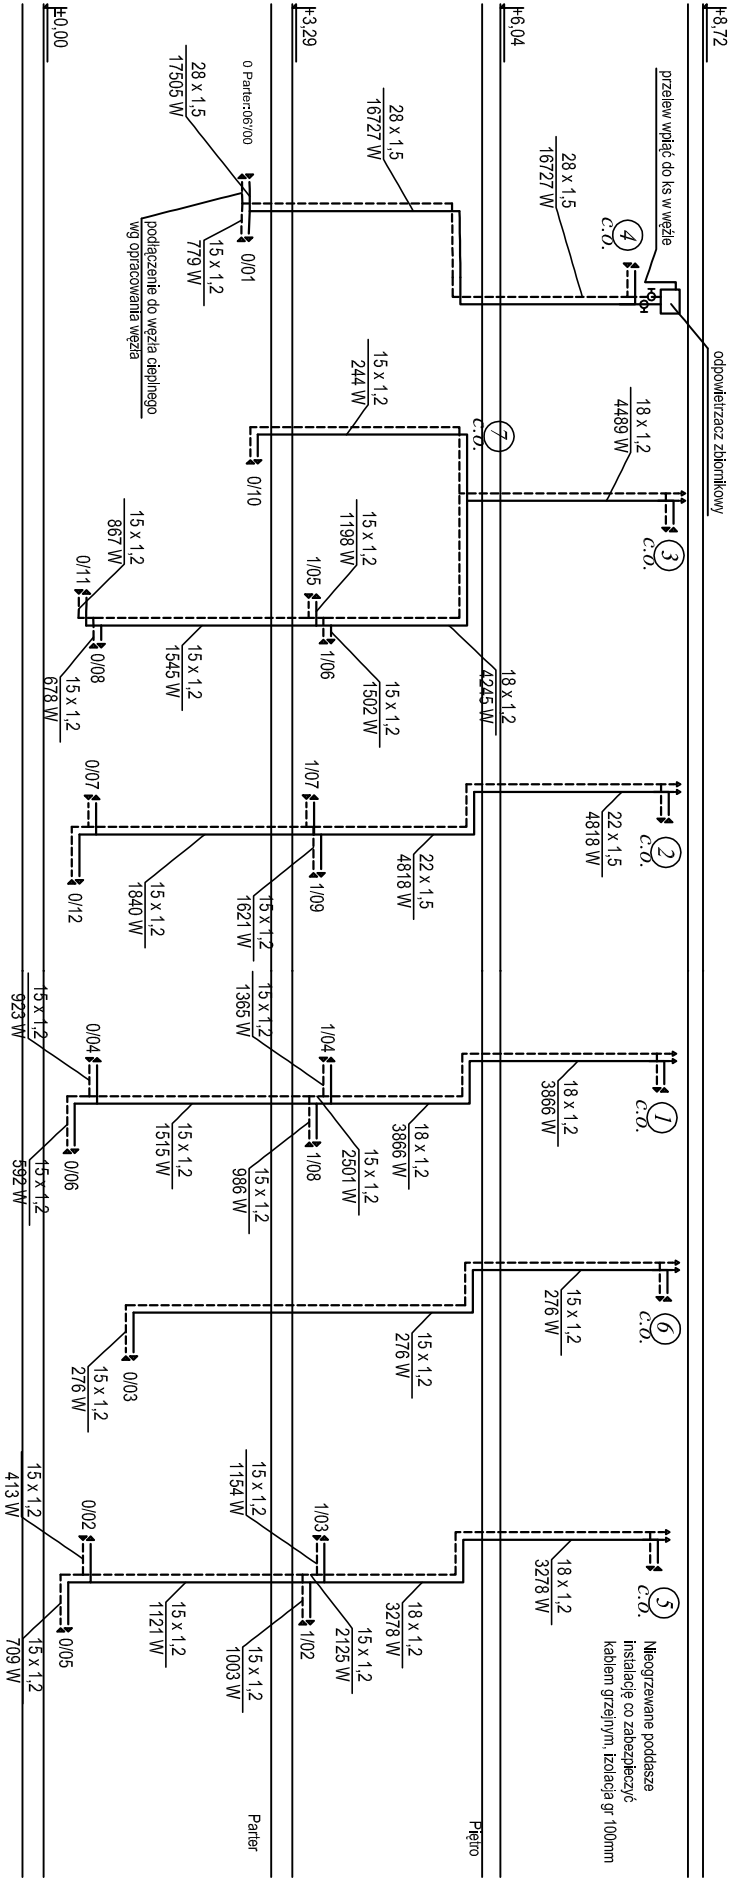 +8,72
+6,04
+3,29
±0,00
przelew wpiąć do ks w węźle
odpowietrzacz zbiornikowy
28 x 1,5
16727 W
4
c.o.
28 x 1,5
16727 W
28 x 1,5
17505 W
0 Parter:06'/00
15 x 1,2
779 W
0/01
podłączenie do węzła cieplnego
wg opracowania węzła
18 x 1,2
4489 W
3
c.o.
7
c.o.
15 x 1,2
244 W
0/10
15 x 1,2
1198 W
1/05
1/06
15 x 1,2
1502 W
18 x 1,2
4245 W
15 x 1,2
867 W
0/11
0/08
15 x 1,2
678 W
15 x 1,2
1545 W
2
c.o.
22 x 1,5
4818 W
22 x 1,5
4818 W
1/07
1/09
15 x 1,2
1621 W
15 x 1,2
1840 W
0/07
0/12
1
c.o.
18 x 1,2
3866 W
18 x 1,2
3866 W
15 x 1,2
1365 W
1/04
1/08
15 x 1,2
2501 W
15 x 1,2
986 W
15 x 1,2
1515 W
15 x 1,2
923 W
0/04
0/06
15 x 1,2
592 W
6
c.o.
15 x 1,2
276 W
15 x 1,2
276 W
0/03
15 x 1,2
276 W
5
c.o.
18 x 1,2
3278 W
18 x 1,2
3278 W
15 x 1,2
1154 W
1/03
1/02
15 x 1,2
2125 W
15 x 1,2
1003 W
15 x 1,2
1121 W
15 x 1,2
413 W
0/02
0/05
15 x 1,2
709 W
Nieogrzewane poddasze
instalację co zabezpieczyć
kablem grzejnym, izolacja gr 100mm
Piętro
Parter